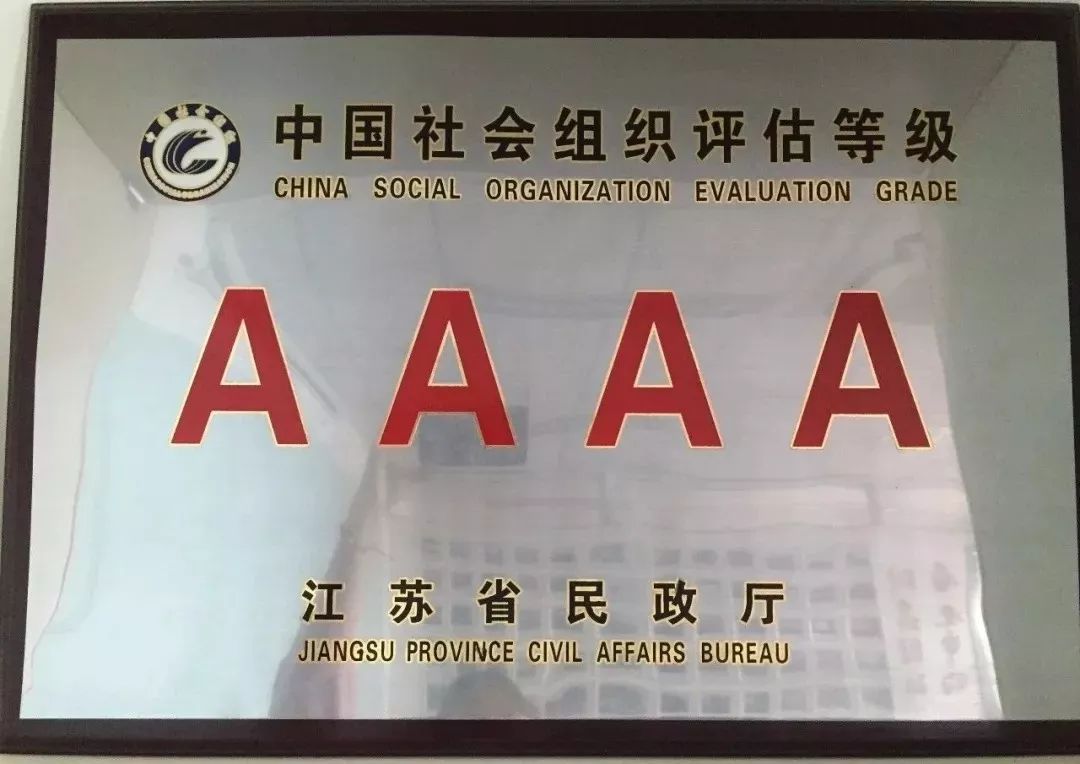 中国社会组织评估等级
CHINA SOCIAL ORGANIZATION EVALUATION GRADE
AAAA
江苏省民政厅
JIANGSU PROVINCE CIVIL AFFAIRS BUREAU